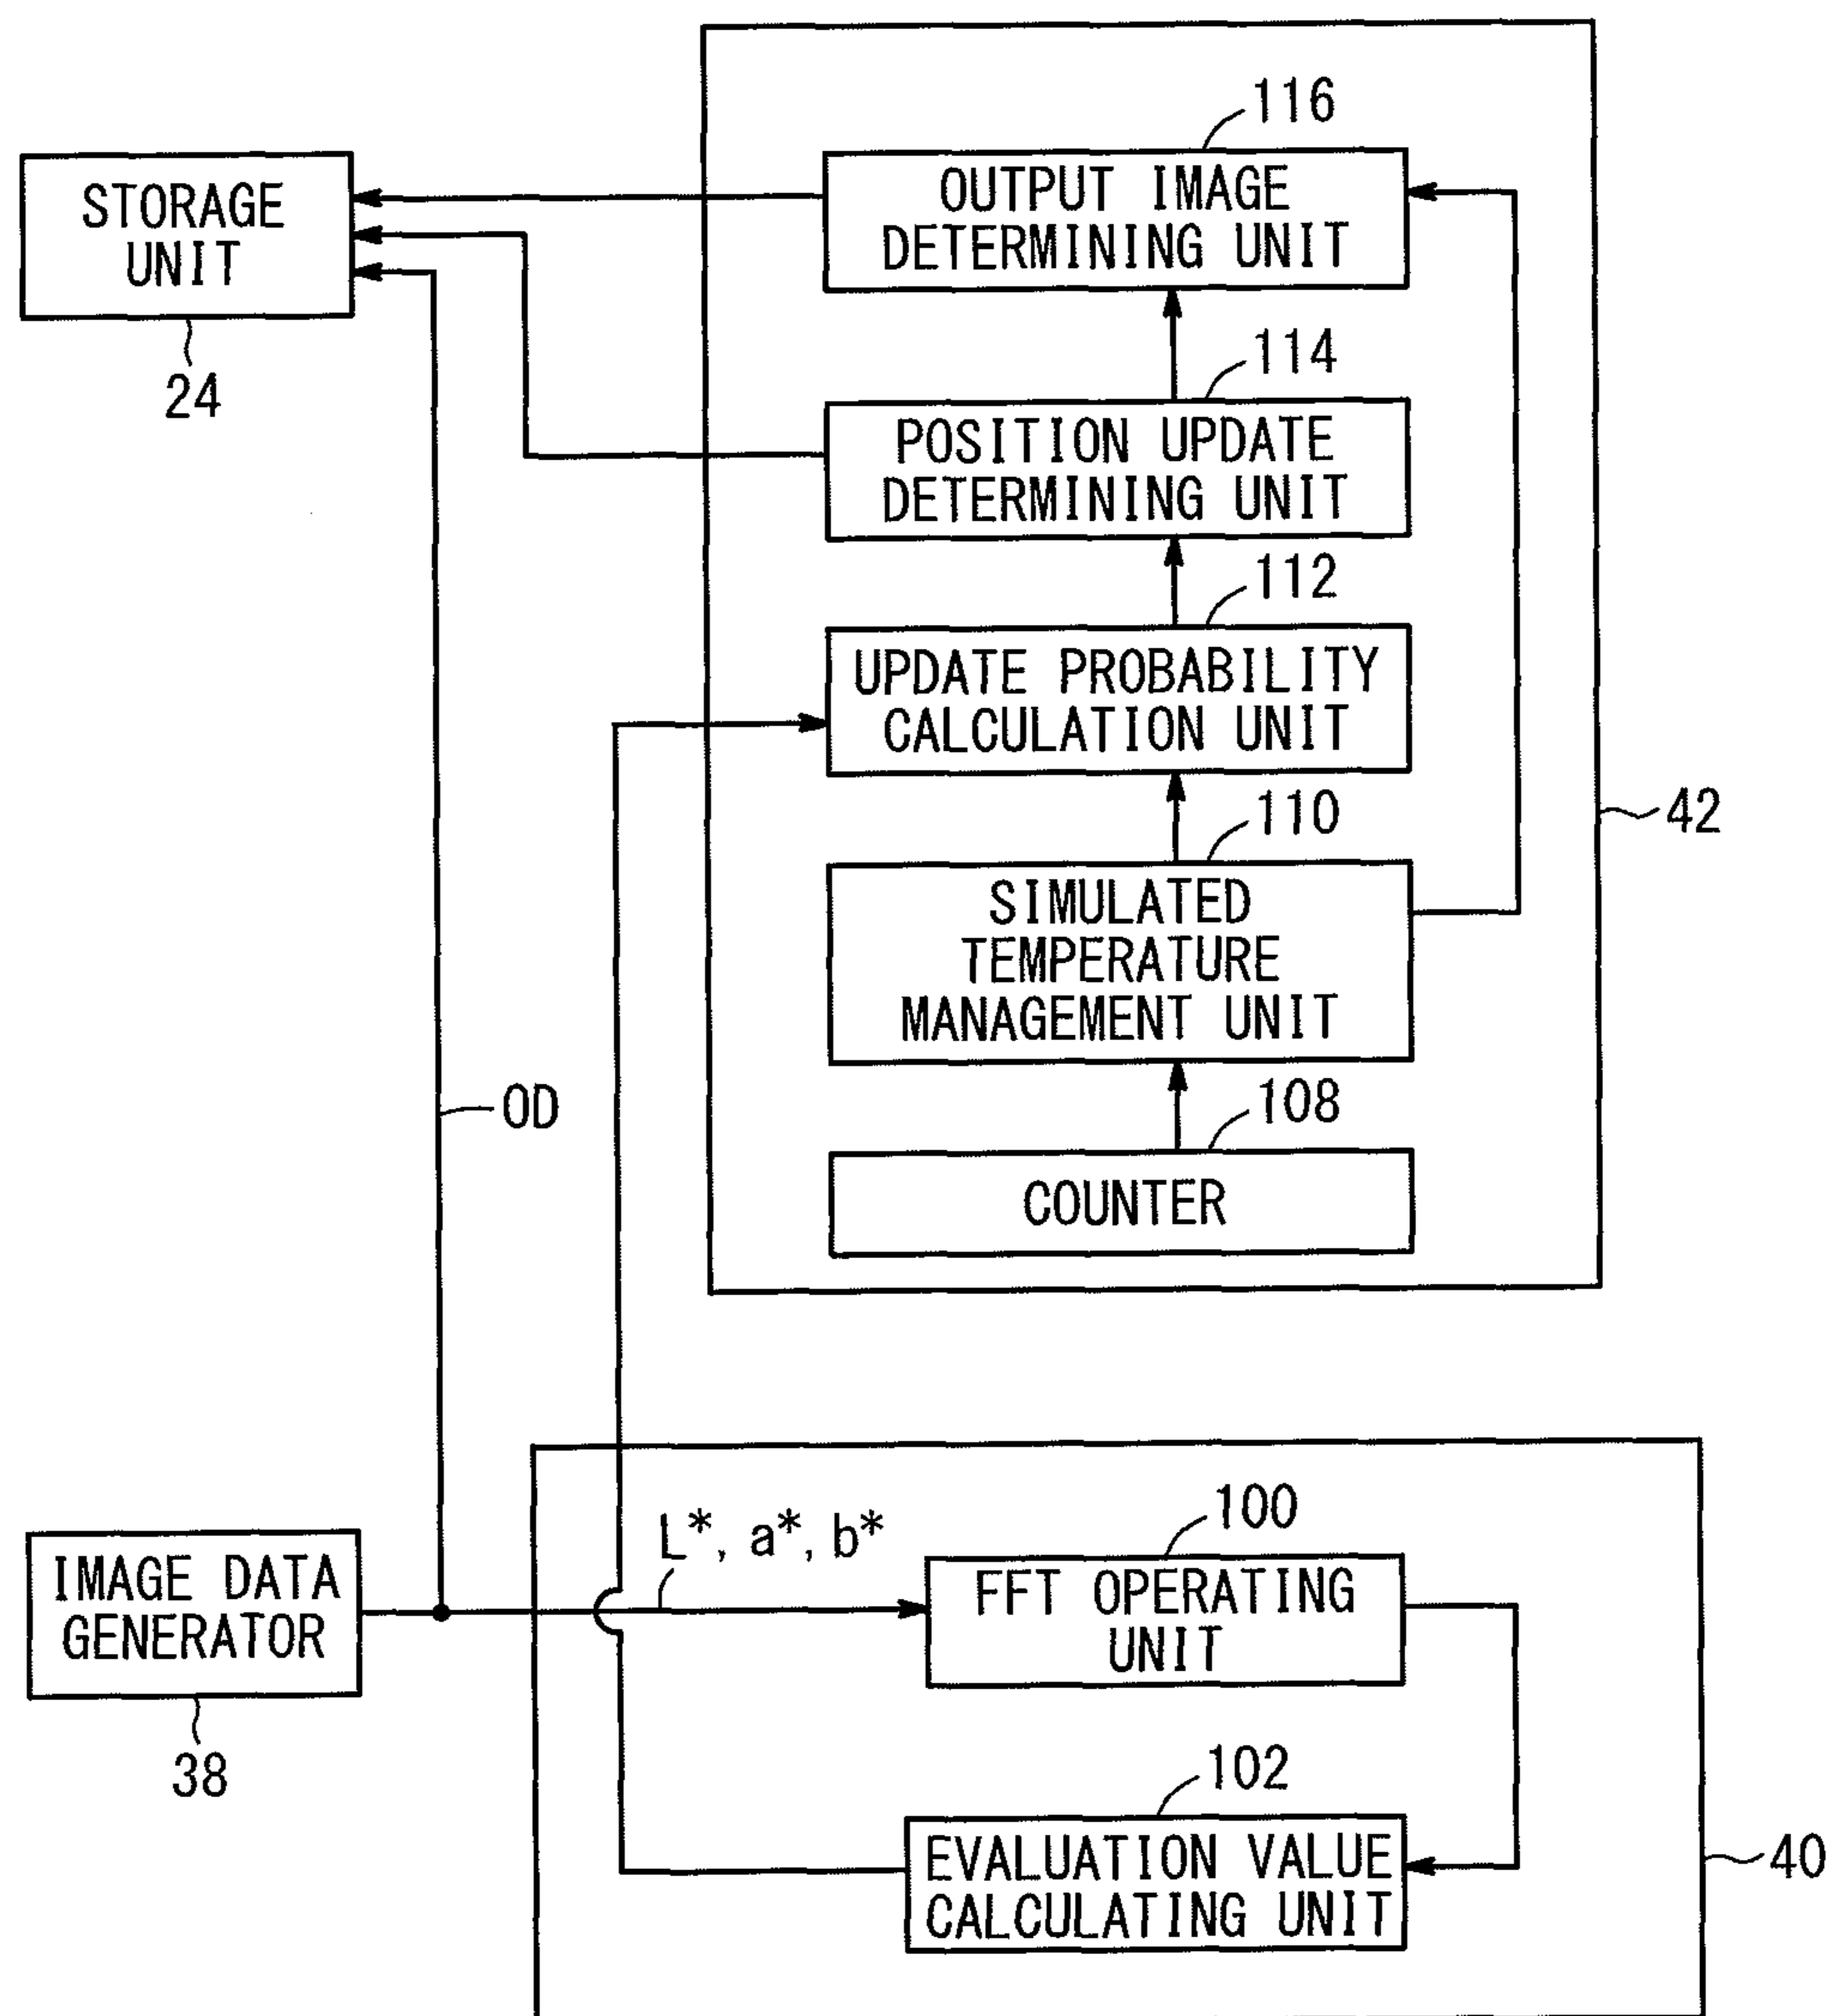 116
OUTPUT IMAGE
DETERMINING UNIT
STORAGE
UNIT
24
114
POSITION UPDATE
DETERMINING UNIT
112
UPDATE PROBABILITY
CALCULATION UNIT
42
110
SIMULATED
TEMPERATURE
MANAGEMENT UNIT
OD
108
COUNTER
100
L*, a*, b*
IMAGE DATA
GENERATOR
FFT OPERATING
UNIT
38
102
EVALUATION VALUE
CALCULATING UNIT
40